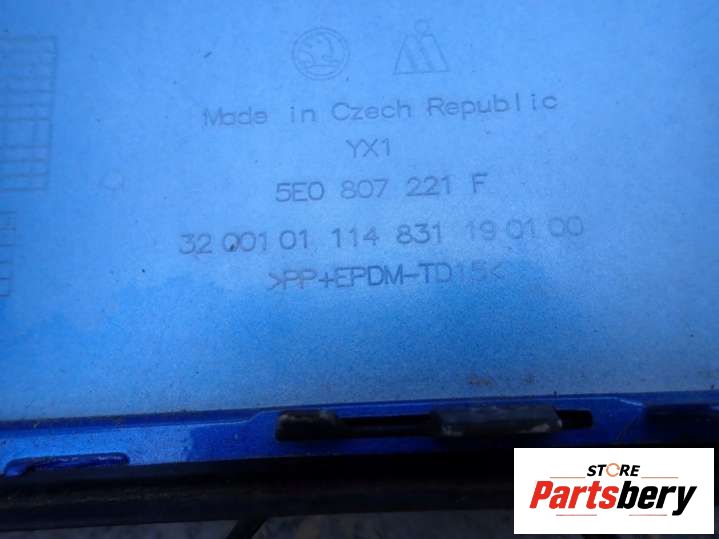 Made in Czech Republic
YX1
5E0 807 221 F
32 001 01 114 831 19 01 00
>PP+EPDM-TD15<
STORE
Partsbery